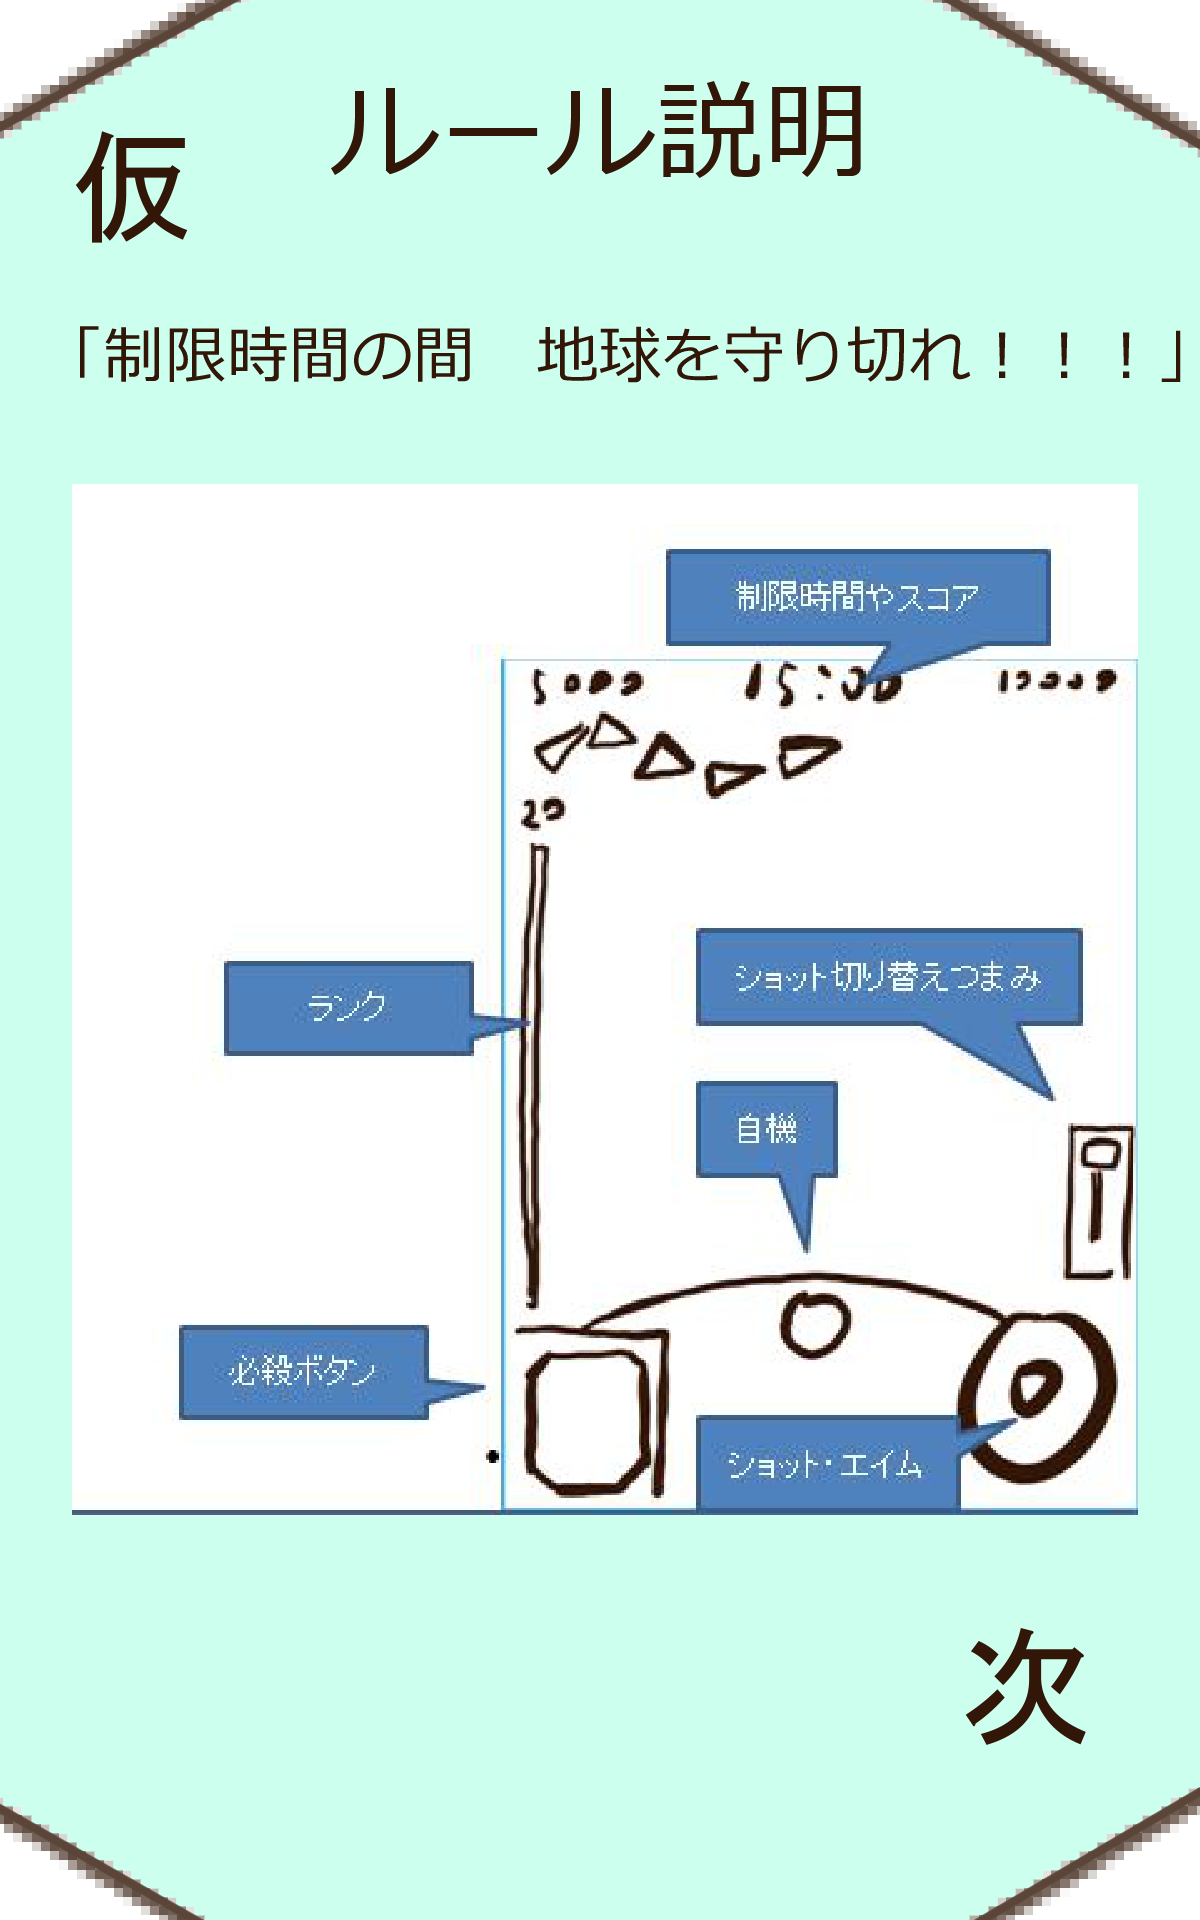 ルール説明
仮
「制限時間の間　地球を守り切れ！！！」
制限時間やスコア
5000 15:00
20
ショット切り替えつまみ
ランク
自機
必殺ボタン
ショット・エイム
次